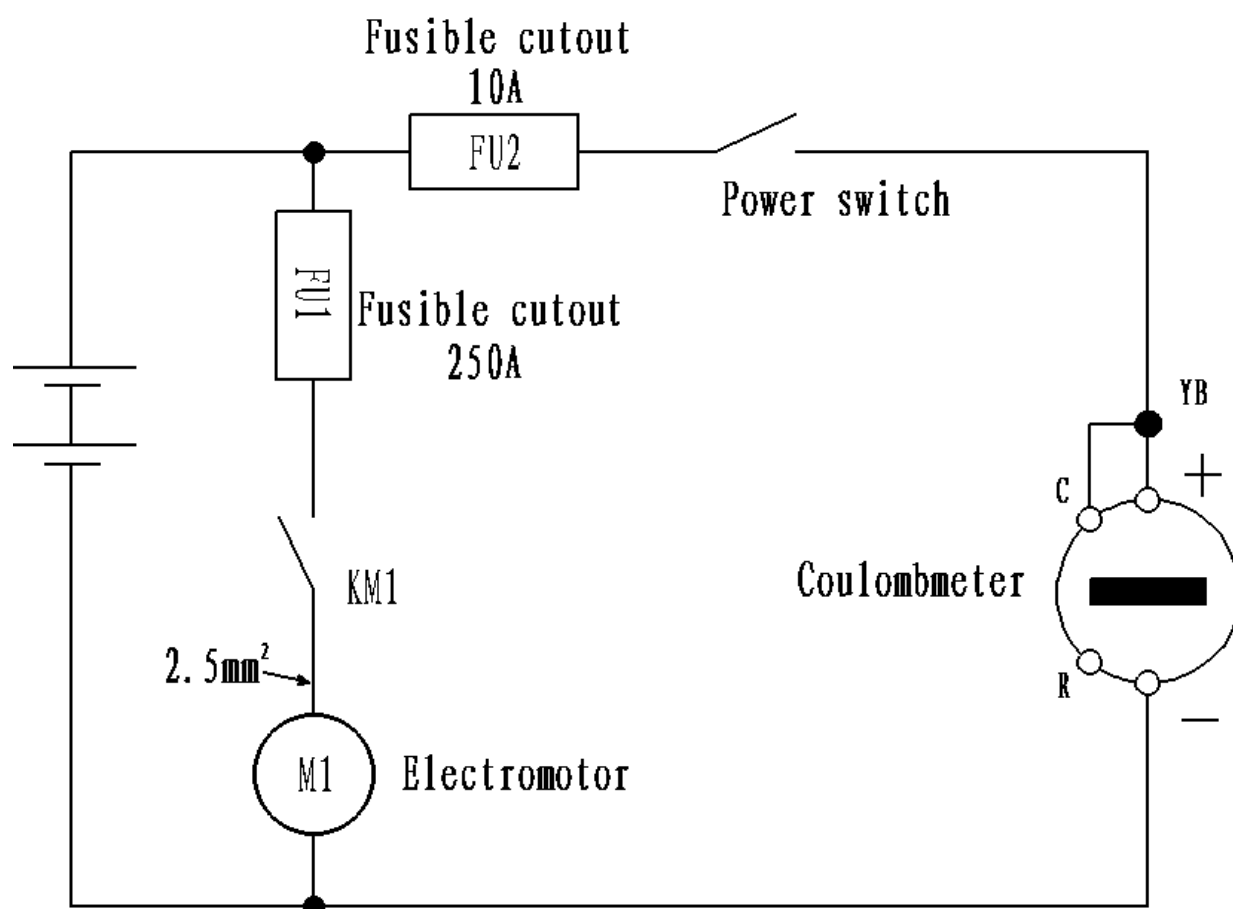 Fusible cutout
10A
FU2
Power switch
FU1
Fusible cutout
250A
YB
+
C
KM1
Coulombmeter
2.5mm²
R
—
M1
Electromotor